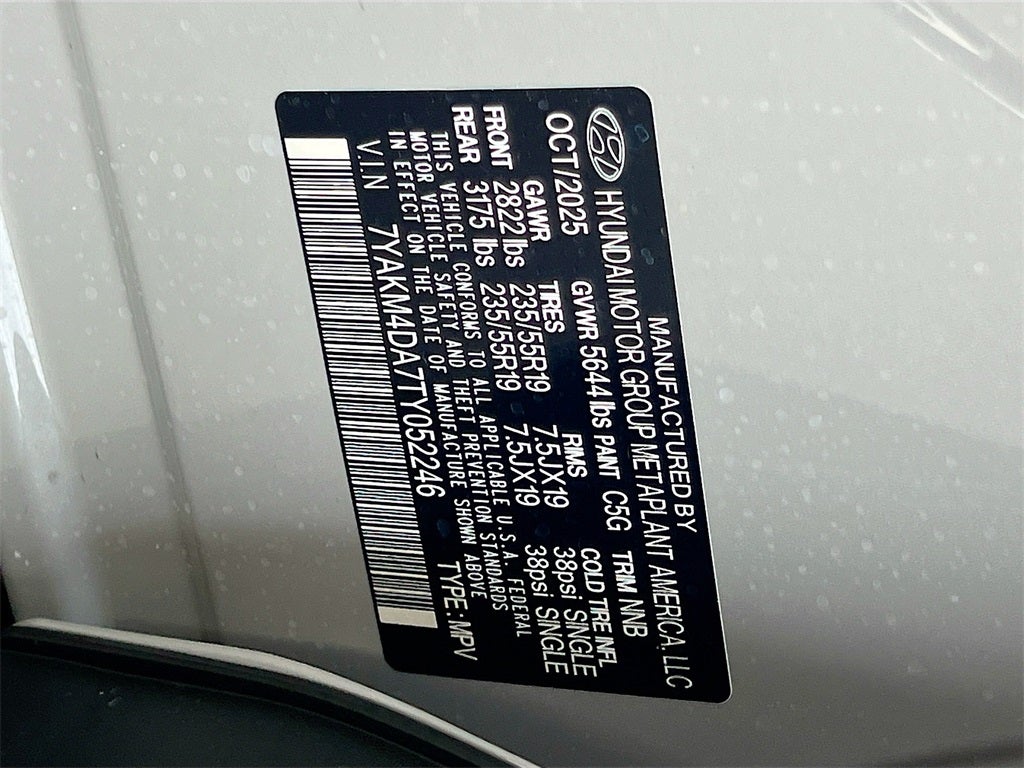 MANUFACTURED BY
HYUNDAI MOTOR GROUP METAPLANT AMERICA, LLC
OCT/2025 GVWR 5644 lbs PAINT C5G TRIM NNB
GAWR TIRES RIMS COLD TIRE INFL
FRONT 2822 lbs 235/55R19 7.5JX19 38psi SINGLE
REAR 3175 lbs 235/55R19 7.5JX19 38psi SINGLE
THIS VEHICLE CONFORMS TO ALL APPLICABLE U.S.A. FEDERAL
MOTOR VEHICLE SAFETY AND THEFT PREVENTION STANDARDS
IN EFFECT ON THE DATE OF MANUFACTURE SHOWN ABOVE
V.I.N 7YAKM4DA7TY052246 TYPE:MPV